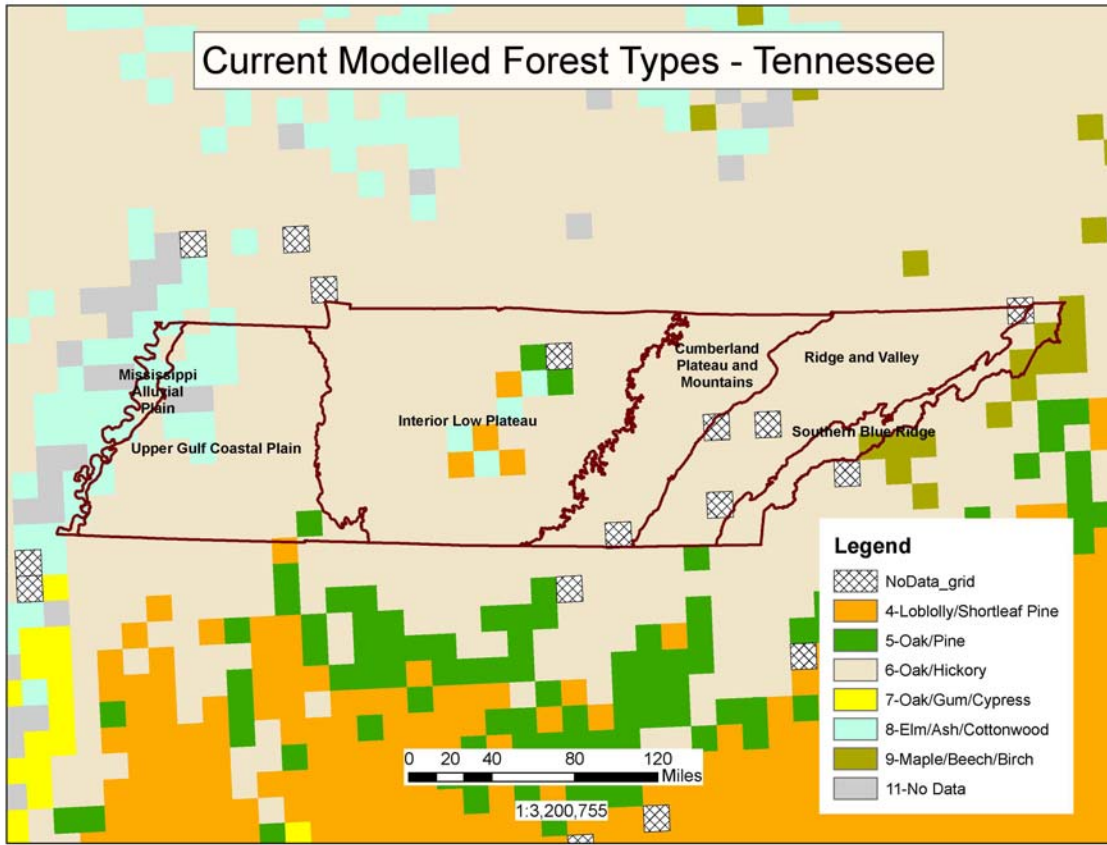 Current Modelled Forest Types - Tennessee
Mississippi
Alluvial
Plain
Upper Gulf Coastal Plain
Interior Low Plateau
Cumberland
Plateau and
Mountains
Ridge and Valley
Southern Blue Ridge
Legend
NoData_grid
4-Loblolly/Shortleaf Pine
5-Oak/Pine
6-Oak/Hickory
7-Oak/Gum/Cypress
8-Elm/Ash/Cottonwood
9-Maple/Beech/Birch
11-No Data
0 20 40 80 120
Miles
1:3,200,755